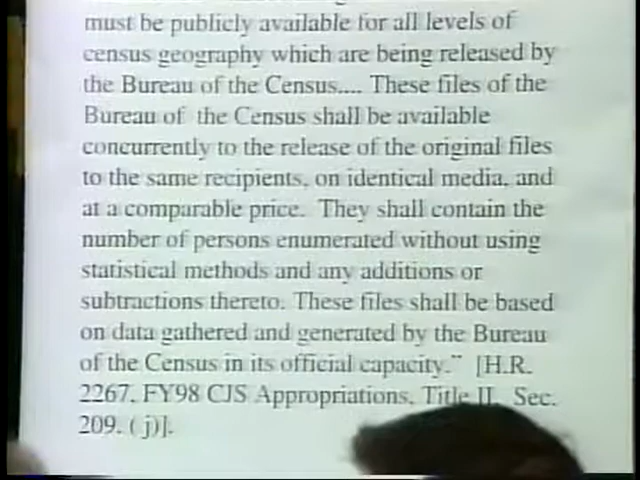 must be publicly available for all levels of
census geography which are being released by
the Bureau of the Census.... These files of the
Bureau of the Census shall be available
concurrently to the release of the original files
to the same recipients, on identical media, and
at a comparable price. They shall contain the
number of persons enumerated without using
statistical methods and any additions or
subtractions thereto. These files shall be based
on data gathered and generated by the Bureau
of the Census in its official capacity." [H.R.
2267, FY98 CJS Appropriations, Title II, Sec.
209. ( j)].